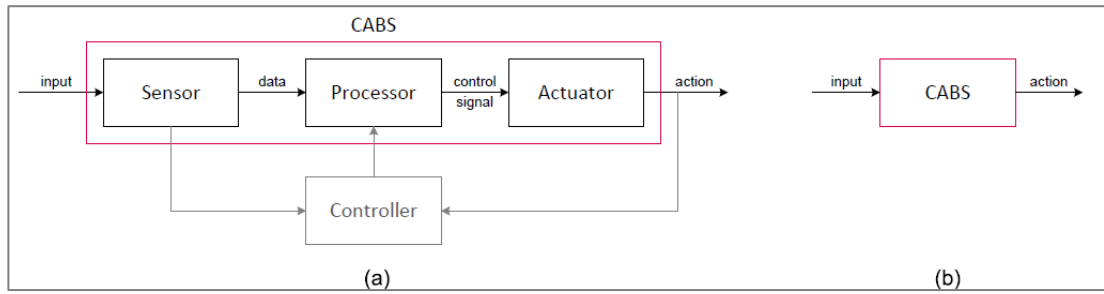 CABS
input
Sensor
data
Processor
control
signal
Actuator
action
Controller
(a)
input
CABS
action
(b)